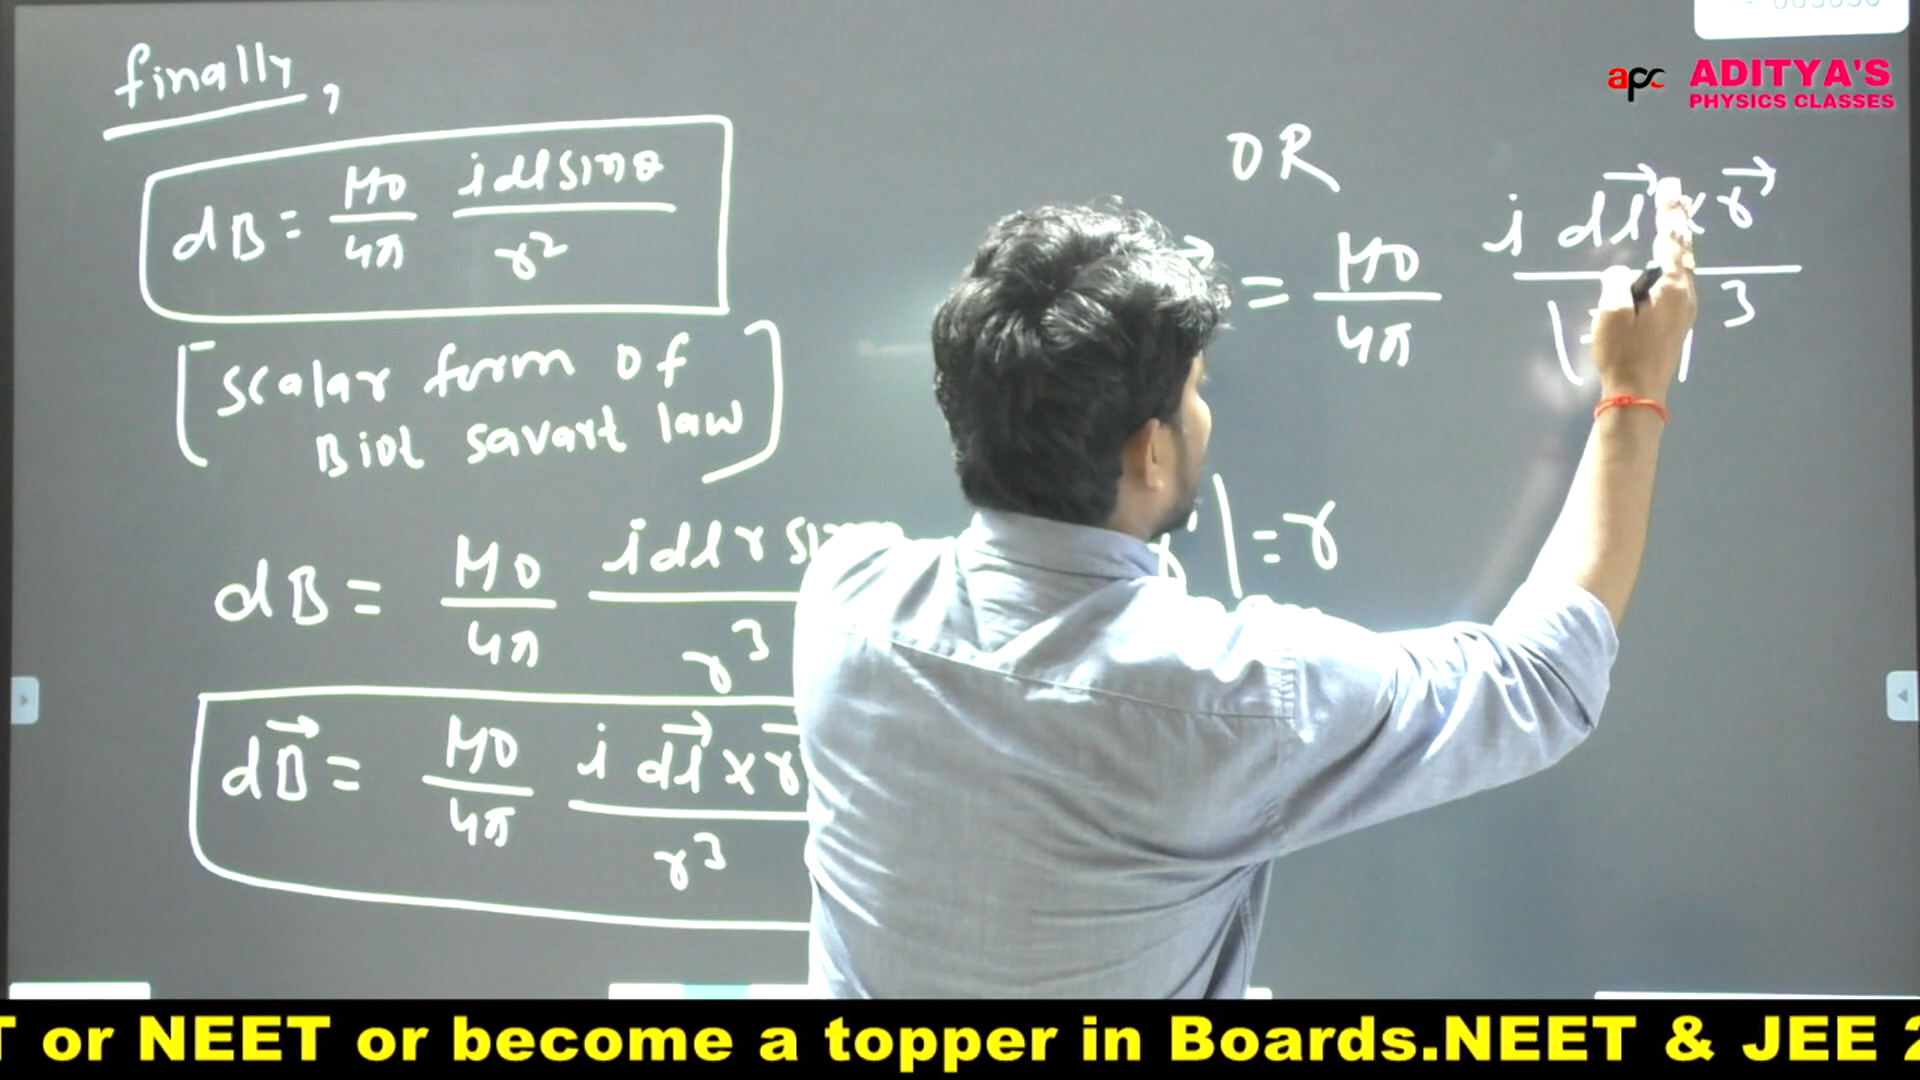 finally,
dB = μ0/4π idl sinθ/r²
[scalar form of
Biot savart law]
dB = μ0/4π idl r
r³
dB⃗ = μ0/4π i dl⃗ × r⃗/r³
OR
= μ0/4π i dl⃗ × r⃗
3
| = r
apc ADITYA'S
PHYSICS CLASSES
or NEET or become a topper in Boards.NEET & JEE